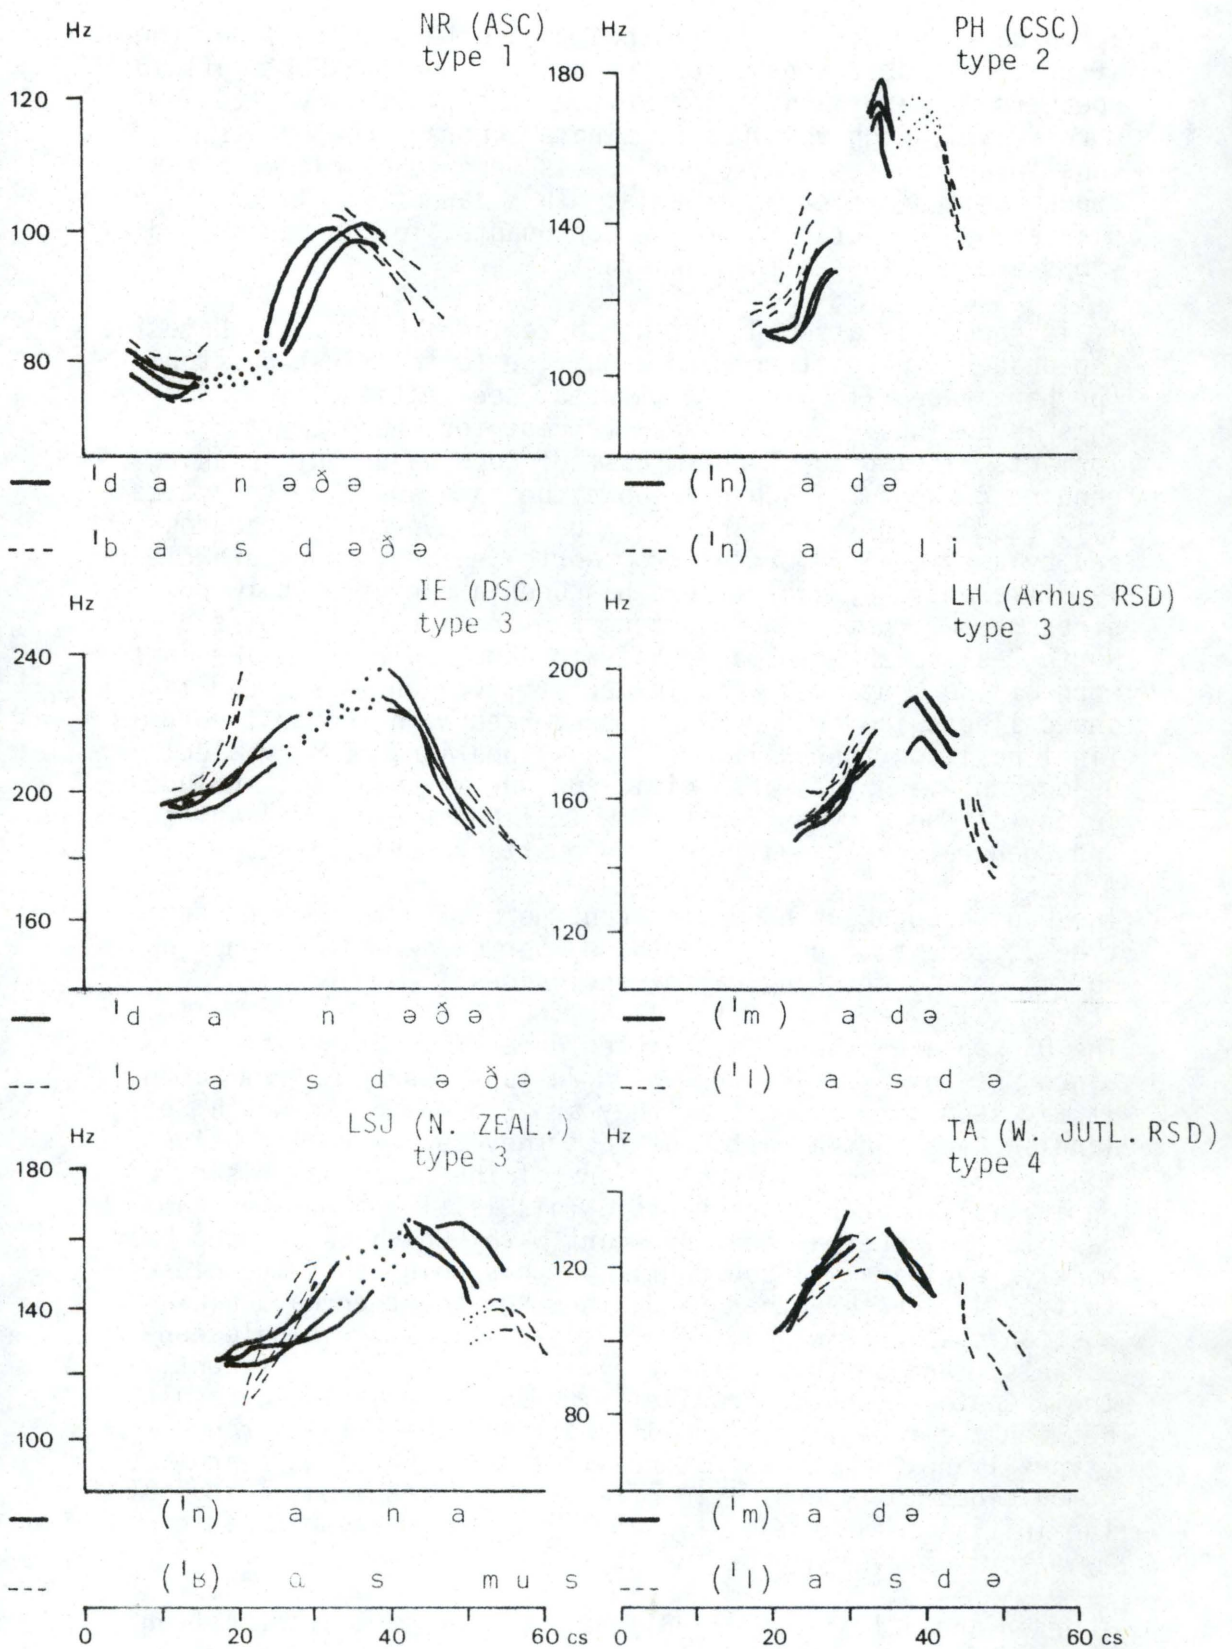 Hz
NR (ASC)
type 1
120
100
80
ˈd a n ə ð ə
ˈb a s d ə ð ə
Hz
PH (CSC)
type 2
180
140
100
(ˈn) a d ə
(ˈn) a d l i
Hz
IE (DSC)
type 3
240
200
160
ˈd a n ə ð ə
ˈb a s d ə ð ə
Hz
LH (Arhus RSD)
type 3
200
160
120
(ˈm ) a d ə
(ˈl) a s d ə
Hz
LSJ (N. ZEAL.)
type 3
180
140
100
(ˈn) a n a
(ˈʁ) ɑ s m u s
0 20 40 60 cs
Hz
TA (W. JUTL. RSD)
type 4
120
80
(ˈm) a d ə
(ˈl) a s d ə
0 20 40 60 cs